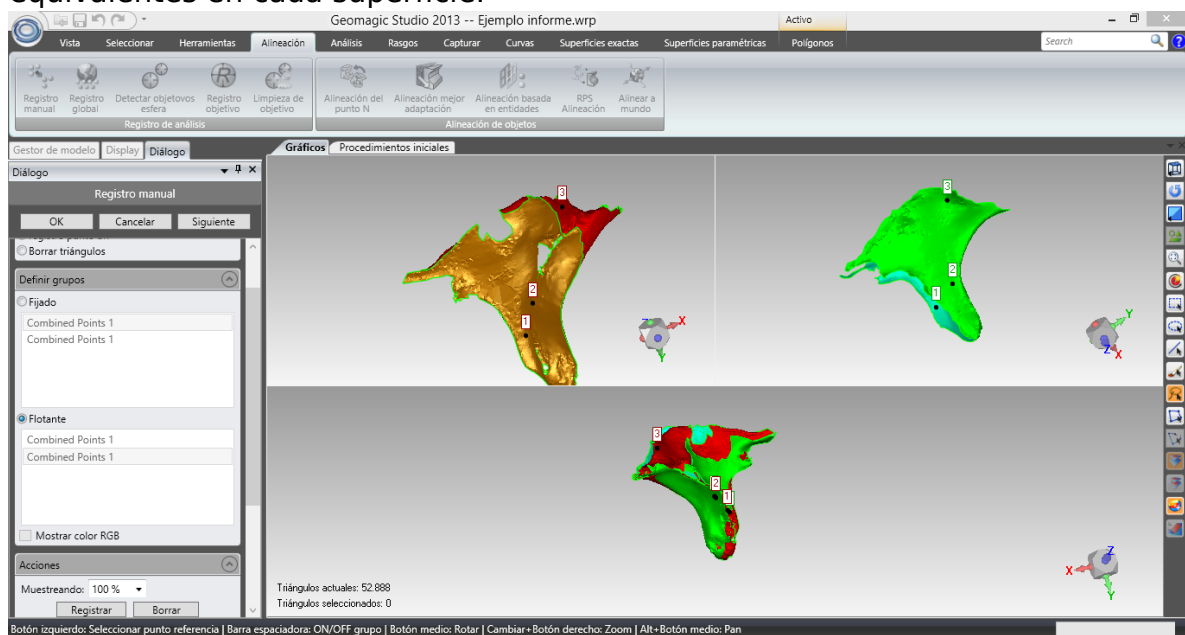 equivalentes en cada superficie.
Geomagic Studio 2013 -- Ejemplo informe.wrp
Activo
Vista Seleccionar Herramientas Alineación Análisis Rasgos Capturar Curvas Superficies exactas Superficies paramétricas Polígonos
Search
Registro manual
Registro global
Detectar objetovos esfera
Registro objetivo
Limpieza de objetivo
Alineación del punto N
Alineación mejor adaptación
Alineación basada en entidades
RPS Alineación
Alinear a mundo
Registro de análisis
Alineación de objetos
Gestor de modelo Display Diálogo
Gráficos Procedimientos iniciales
Diálogo
Registro manual
OK Cancelar Siguiente
Borrar triángulos
Definir grupos
Fijado
Combined Points 1
Combined Points 1
Flotante
Combined Points 1
Combined Points 1
Mostrar color RGB
Acciones
Muestreando: 100 %
Registrar Borrar
3
2
1
X
Y
3
2
1
Y
Z X
3
2
1
Z
X
Y
Triángulos actuales: 52.888
Triángulos seleccionados: 0
Botón izquierdo: Seleccionar punto referencia | Barra espaciadora: ON/OFF grupo | Botón medio: Rotar | Cambiar+Botón derecho: Zoom | Alt+Botón medio: Pan